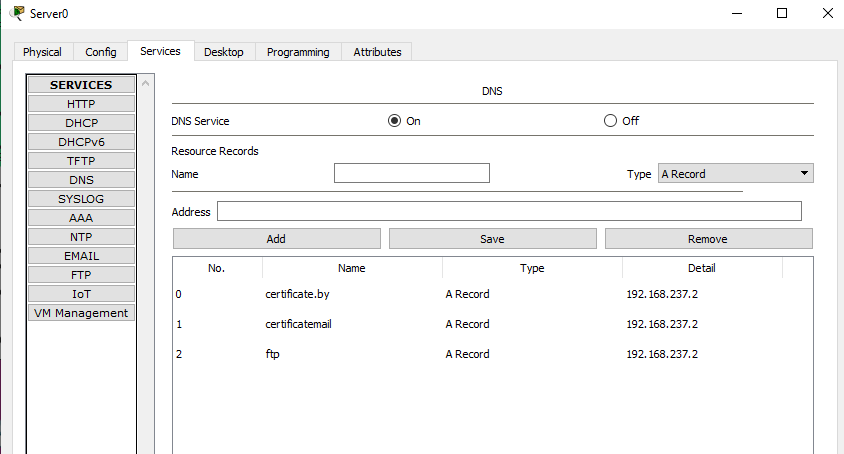 Server0
Physical Config Services Desktop Programming Attributes
SERVICES
HTTP
DHCP
DHCPv6
TFTP
DNS
SYSLOG
AAA
NTP
EMAIL
FTP
IoT
VM Management
DNS
DNS Service On Off
Resource Records
Name Type A Record
Address
Add Save Remove
No. Name Type Detail
0 certificate.by A Record 192.168.237.2
1 certificatemail A Record 192.168.237.2
2 ftp A Record 192.168.237.2